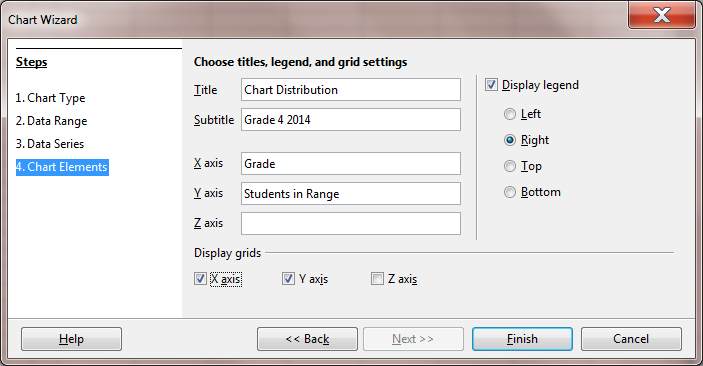 Chart Wizard
Steps
1. Chart Type
2. Data Range
3. Data Series
4. Chart Elements
Choose titles, legend, and grid settings
Title Chart Distribution
Subtitle Grade 4 2014
X axis Grade
Y axis Students in Range
Z axis
Display legend
Left
Right
Top
Bottom
Display grids
X axis Y axis Z axis
Help << Back Next >> Finish Cancel